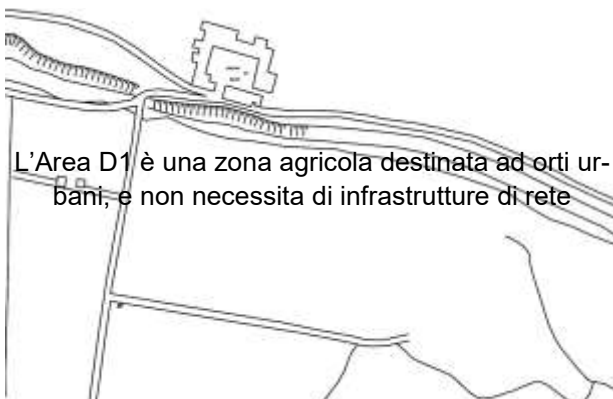 L'Area D1 è una zona agricola destinata ad orti ur-
bani, e non necessita di infrastrutture di rete